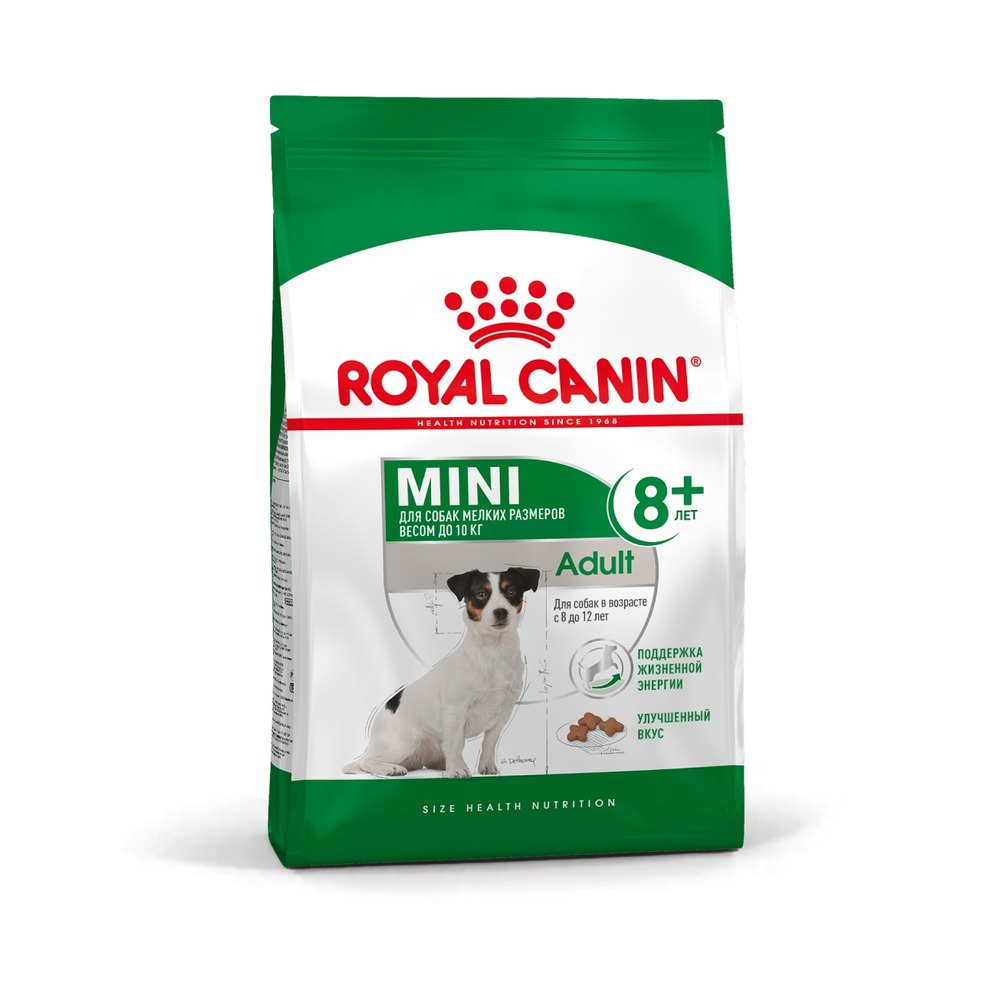 ROYAL CANIN®
HEALTH NUTRITION SINCE 1968
MINI
ДЛЯ СОБАК МЕЛКИХ РАЗМЕРОВ
ВЕСОМ ДО 10 КГ
8+
ЛЕТ
Adult
Для собак в возрасте
с 8 до 12 лет
ПОДДЕРЖКА
ЖИЗНЕННОЙ
ЭНЕРГИИ
УЛУЧШЕННЫЙ
ВКУС
SIZE HEALTH NUTRITION